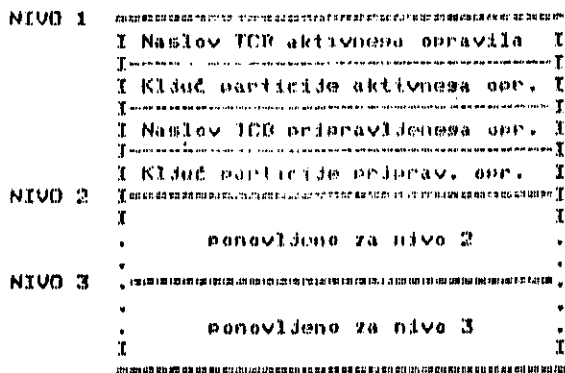 NIVO 1
I Naslov TCB aktivnega opravila I
I Ključ particije aktivnega opr. I
I Naslov TCB pripravljenega opr. I
I Ključ particije priprav. opr. I
NIVO 2
ponovljeno za nivo 2
NIVO 3
ponovljeno za nivo 3